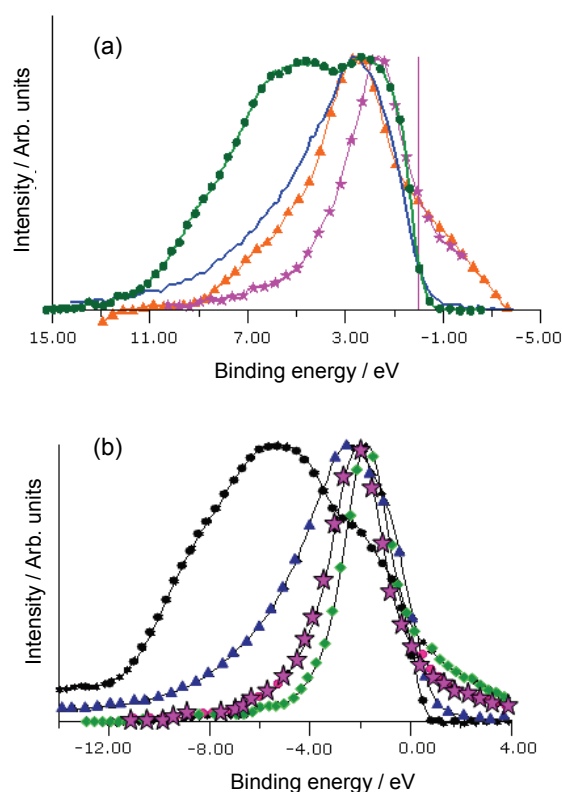 (a)
Intensity / Arb. units
15.00 11.00 7.00 3.00 -1.00 -5.00
Binding energy / eV
(b)
Intensity / Arb. units
-12.00 -8.00 -4.00 0.00 4.00
Binding energy / eV